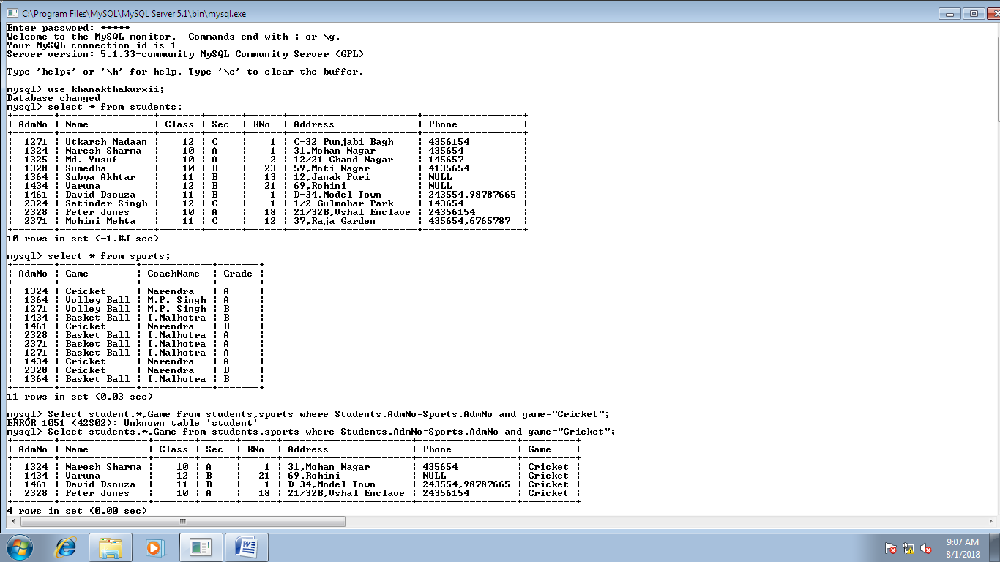 C:\Program Files\MySQL\MySQL Server 5.1\bin\mysql.exe
Enter password: *****
Welcome to the MySQL monitor.  Commands end with ; or \g.
Your MySQL connection id is 1
Server version: 5.1.33-community MySQL Community Server (GPL)
Type 'help;' or '\h' for help. Type '\c' to clear the buffer.
mysql> use khanakthakurxii;
Database changed
mysql> select * from students;
+-------+----------------+-------+------+------+----------------------+-----------------+
| AdmNo | Name           | Class | Sec  | RNo  | Address              | Phone           |
+-------+----------------+-------+------+------+----------------------+-----------------+
|  1271 | Utkarsh Madaan |    12 | C    |    1 | C-32 Punjabi Bagh    | 4356154         |
|  1324 | Naresh Sharma  |    10 | A    |    1 | 31,Mohan Nagar       | 435654          |
|  1325 | Md. Yusuf      |    10 | A    |    2 | 12/21 Chand Nagar    | 145657          |
|  1328 | Sumedha        |    10 | B    |   23 | 59,Moti Nagar        | 4135654         |
|  1364 | Subya Akhtar   |    11 | B    |   13 | 12,Janak Puri        | NULL            |
|  1434 | Varuna         |    12 | B    |   21 | 69,Rohini            | NULL            |
|  1461 | David Dsouza   |    11 | B    |    1 | D-34,Model Town      | 243554,98787665 |
|  2324 | Satinder Singh |    12 | C    |    1 | 1/2 Gulmohar Park    | 143654          |
|  2328 | Peter Jones    |    10 | A    |   18 | 21/32B,Vshal Enclave | 24356154        |
|  2371 | Mohini Mehta   |    11 | C    |   12 | 37,Raja Garden       | 435654,6765787  |
+-------+----------------+-------+------+------+----------------------+-----------------+
10 rows in set (-1.#J sec)
mysql> select * from sports;
+-------+-------------+------------+-------+
| AdmNo | Game        | CoachName  | Grade |
+-------+-------------+------------+-------+
|  1324 | Cricket     | Narendra   | A     |
|  1364 | Volley Ball | M.P. Singh | A     |
|  1271 | Volley Ball | M.P. Singh | B     |
|  1434 | Basket Ball | I.Malhotra | B     |
|  1461 | Cricket     | Narendra   | B     |
|  2328 | Basket Ball | I.Malhotra | A     |
|  2371 | Basket Ball | I.Malhotra | A     |
|  1271 | Basket Ball | I.Malhotra | A     |
|  1434 | Cricket     | Narendra   | A     |
|  2328 | Cricket     | Narendra   | B     |
|  1364 | Basket Ball | I.Malhotra | B     |
+-------+-------------+------------+-------+
11 rows in set (0.03 sec)
mysql> Select student.*,Game from students,sports where Students.AdmNo=Sports.AdmNo and game="Cricket";
ERROR 1051 (42S02): Unknown table 'student'
mysql> Select students.*,Game from students,sports where Students.AdmNo=Sports.AdmNo and game="Cricket";
+-------+---------------+-------+------+------+----------------------+-----------------+---------+
| AdmNo | Name          | Class | Sec  | RNo  | Address              | Phone           | Game    |
+-------+---------------+-------+------+------+----------------------+-----------------+---------+
|  1324 | Naresh Sharma |    10 | A    |    1 | 31,Mohan Nagar       | 435654          | Cricket |
|  1434 | Varuna        |    12 | B    |   21 | 69,Rohini            | NULL            | Cricket |
|  1461 | David Dsouza  |    11 | B    |    1 | D-34,Model Town      | 243554,98787665 | Cricket |
|  2328 | Peter Jones   |    10 | A    |   18 | 21/32B,Vshal Enclave | 24356154        | Cricket |
+-------+---------------+-------+------+------+----------------------+-----------------+---------+
4 rows in set (0.00 sec)
9:07 AM
8/1/2018